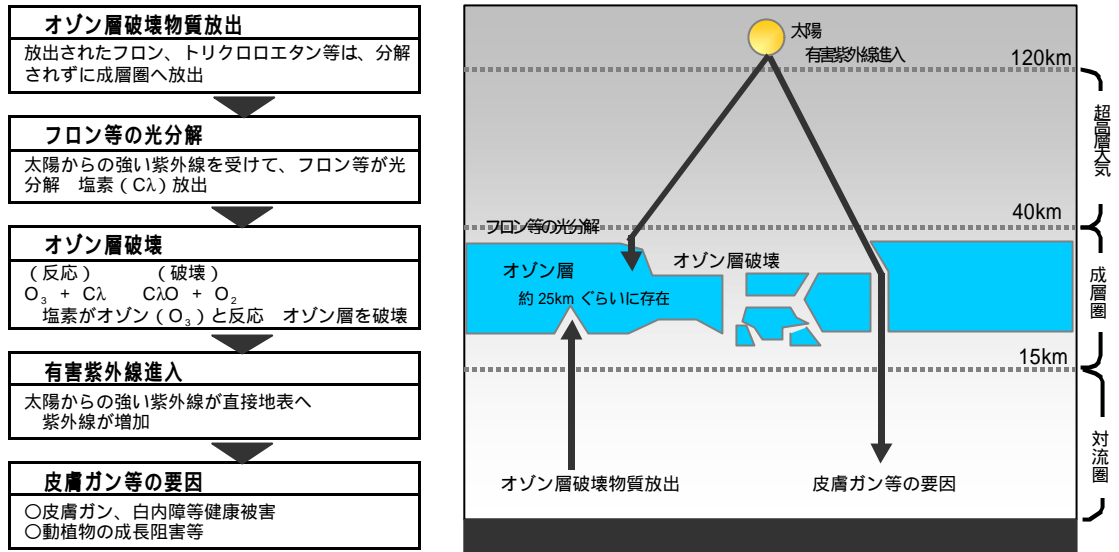 オゾン層破壊物質放出
放出されたフロン、トリクロロエタン等は、分解
されずに成層圏へ放出
フロン等の光分解
太陽からの強い紫外線を受けて、フロン等が光
分解　塩素（Cλ）放出
オゾン層破壊
（反応）　　（破壊）
O₃ + Cλ　　CλO + O₂
塩素がオゾン（O₃）と反応　オゾン層を破壊
有害紫外線進入
太陽からの強い紫外線が直接地表へ
紫外線が増加
皮膚ガン等の要因
○皮膚ガン、白内障等健康被害
○動植物の成長阻害等
太陽
有害紫外線進入
120km
超高層大気
40km
フロン等の光分解
オゾン層
オゾン層破壊
約 25km ぐらいに存在
成層圏
15km
対流圏
オゾン層破壊物質放出
皮膚ガン等の要因